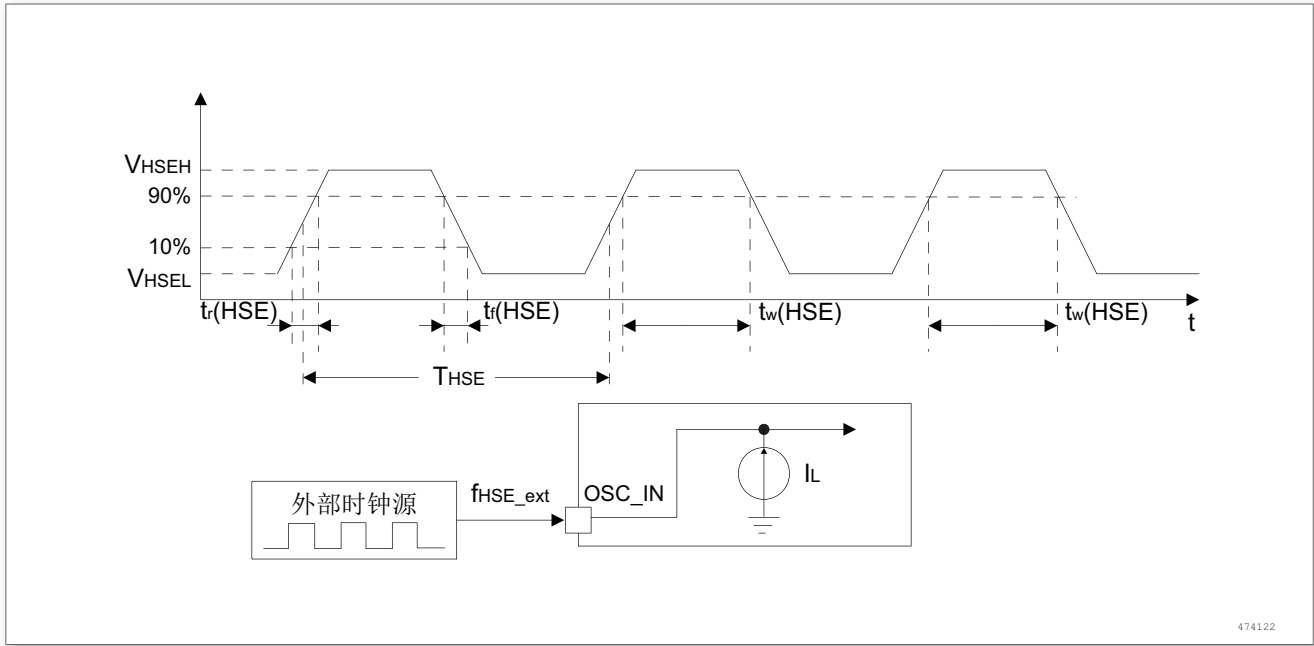 VHSEH
90%
10%
VHSEL
tr(HSE)
tf(HSE)
tw(HSE)
tw(HSE)
t
THSE
外部时钟源
fHSE_ext
OSC_IN
IL
474122